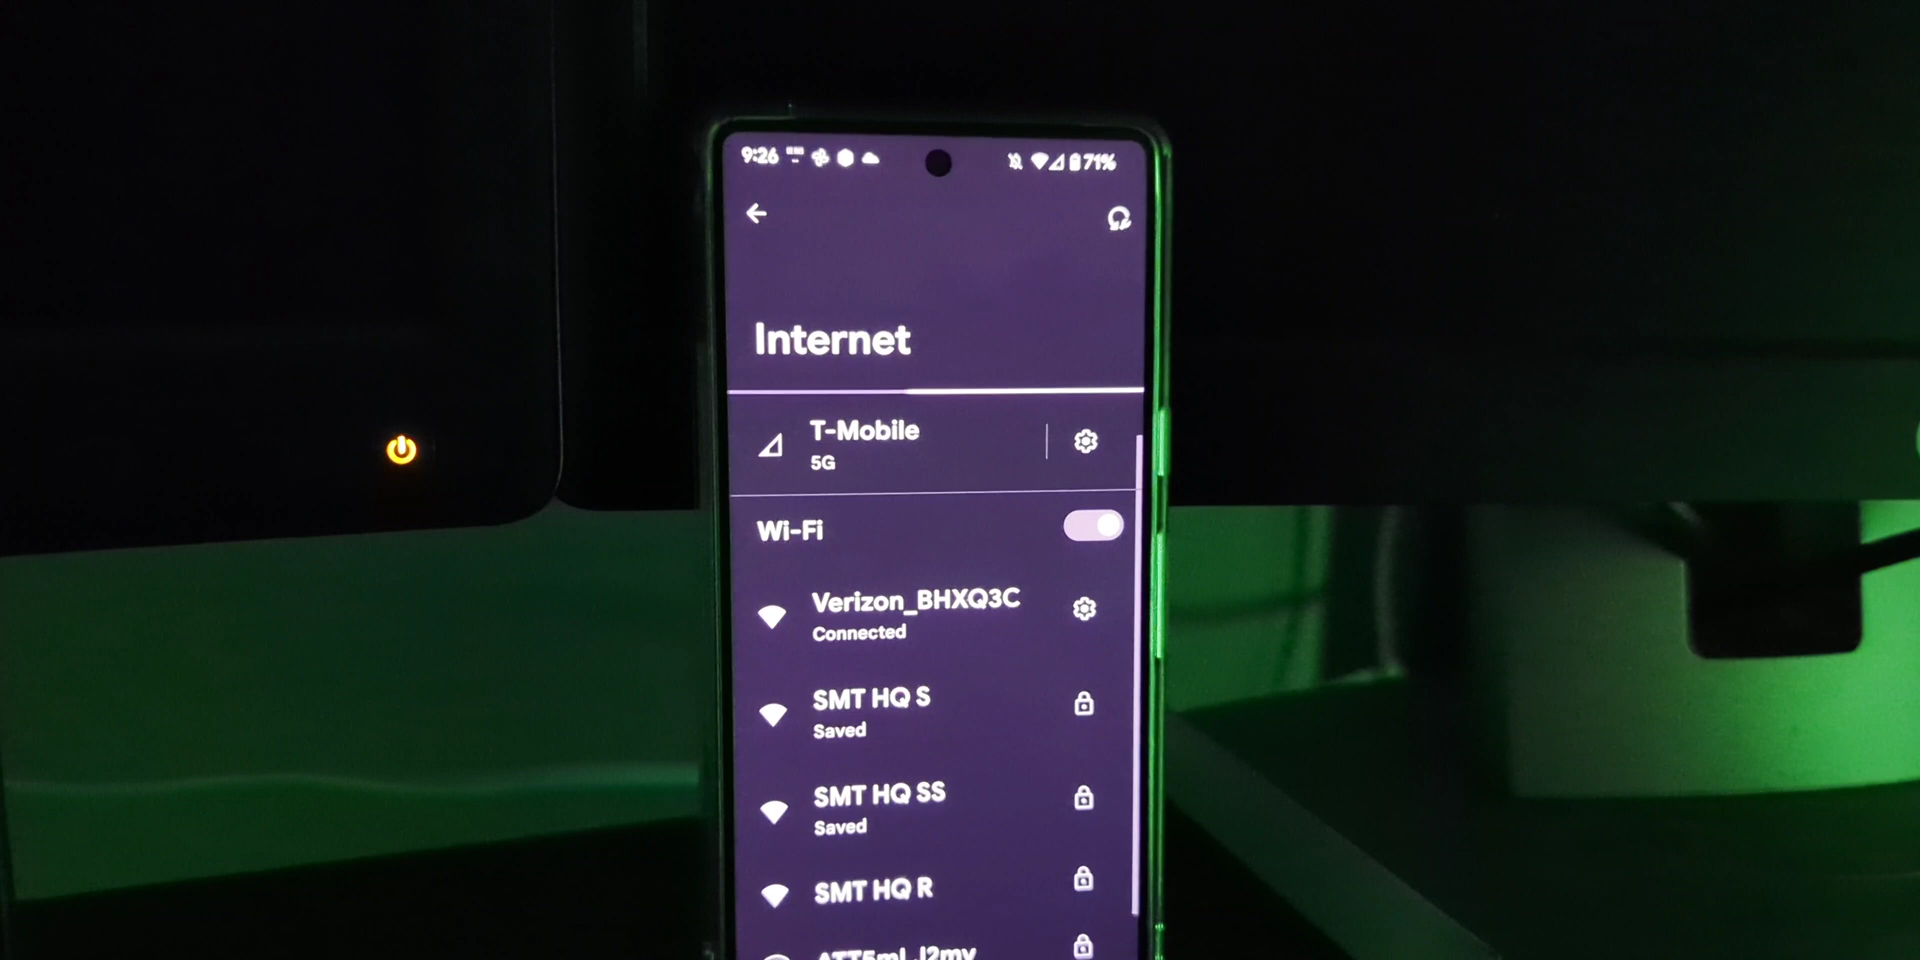 9:26
71%
Internet
T-Mobile
5G
Wi-Fi
Verizon_BHXQ3C
Connected
SMT HQ S
Saved
SMT HQ SS
Saved
SMT HQ R